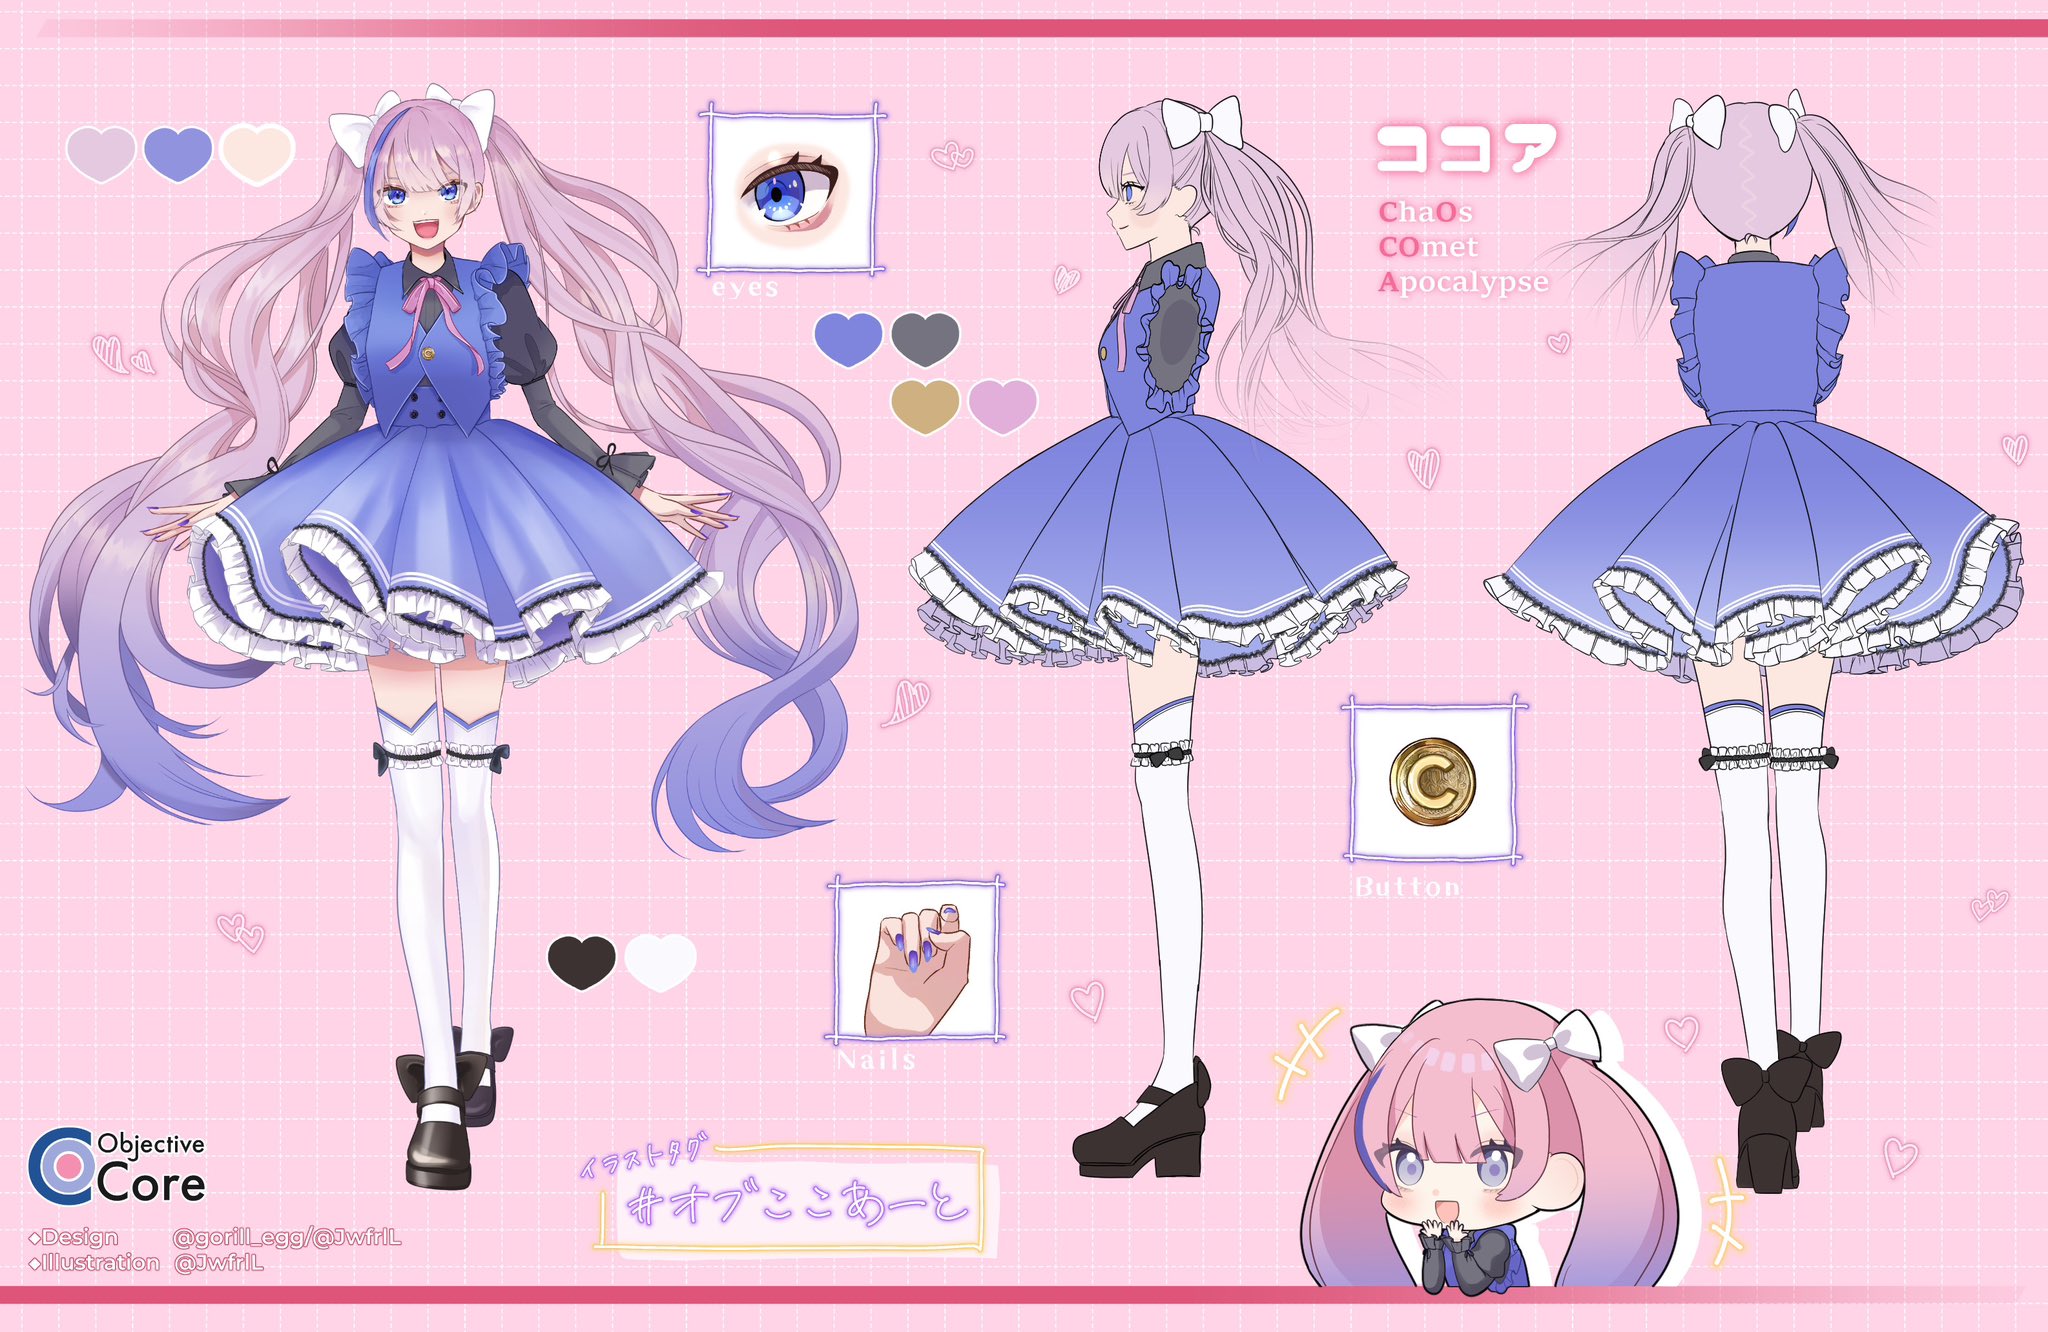 eyes
ココア
ChaOs
COmet
Apocalypse
C
Button
Nails
Objective
Core
◆Design @gorill_egg/@JwfrlL
◆Illustration @JwfrlL
イラストタグ
#オブここあーと